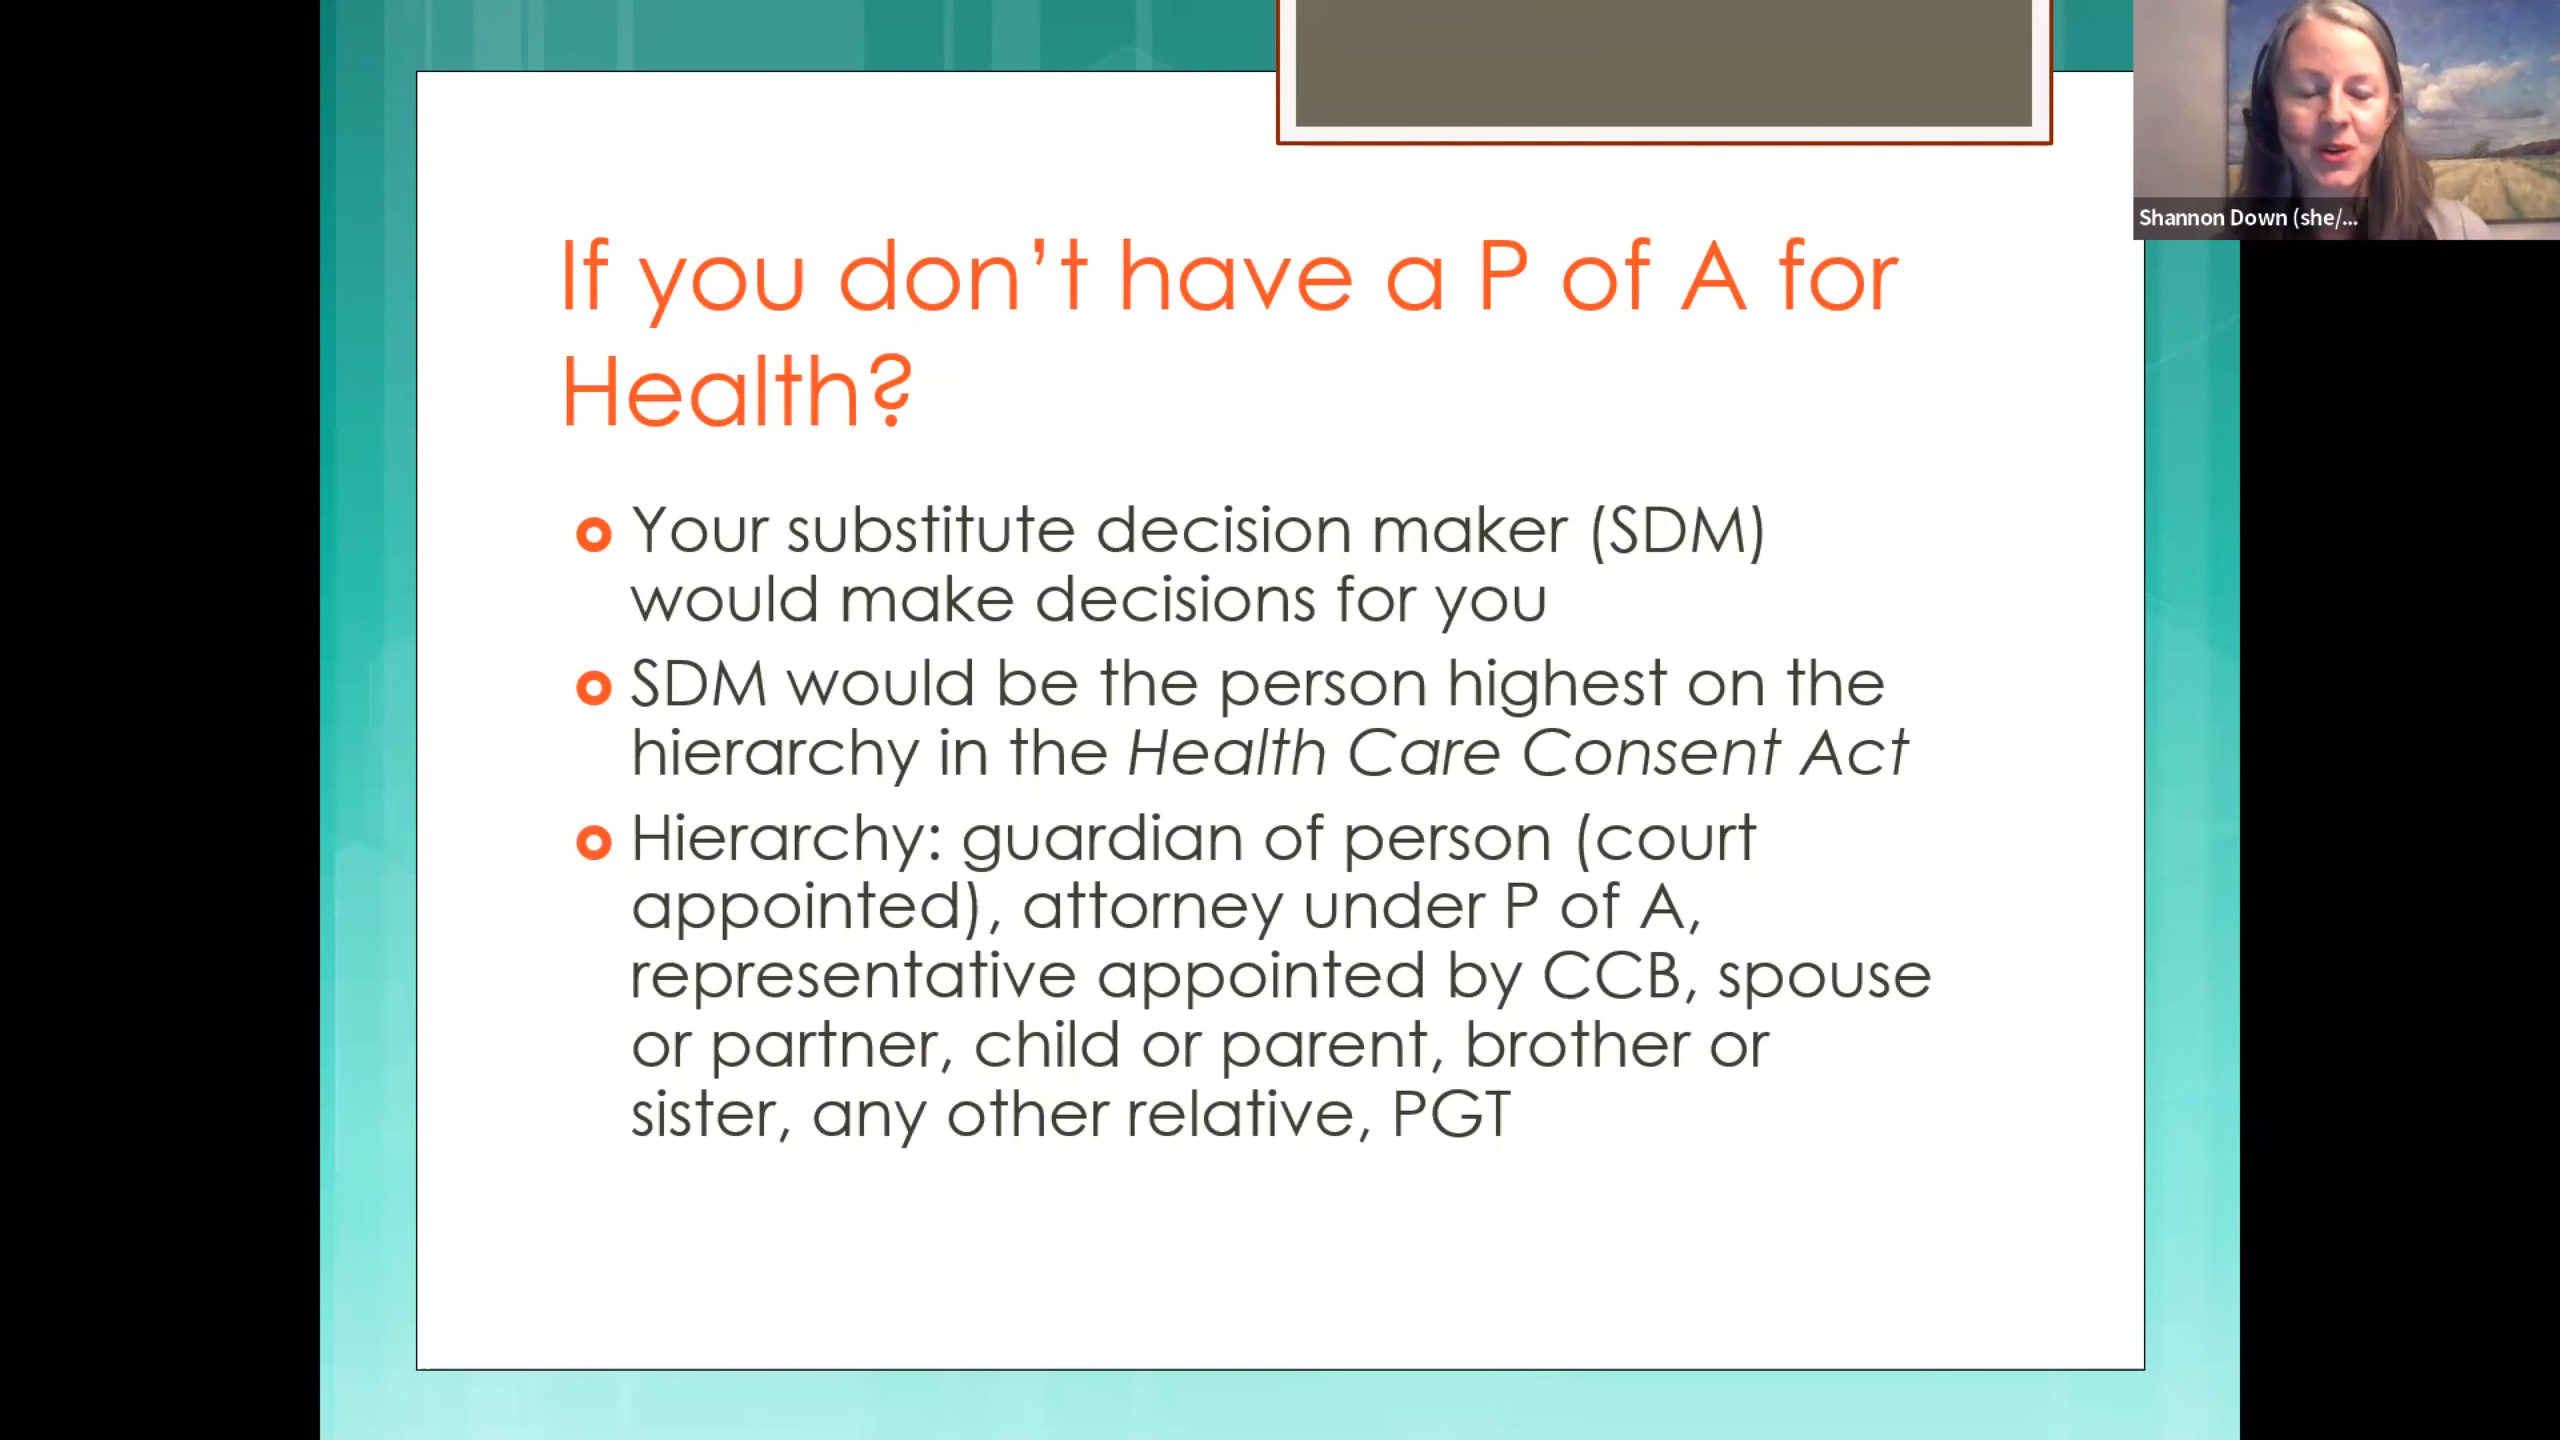 If you don’t have a P of A for
Health?
Your substitute decision maker (SDM)
would make decisions for you
SDM would be the person highest on the
hierarchy in the Health Care Consent Act
Hierarchy: guardian of person (court
appointed), attorney under P of A,
representative appointed by CCB, spouse
or partner, child or parent, brother or
sister, any other relative, PGT
Shannon Down (she/...